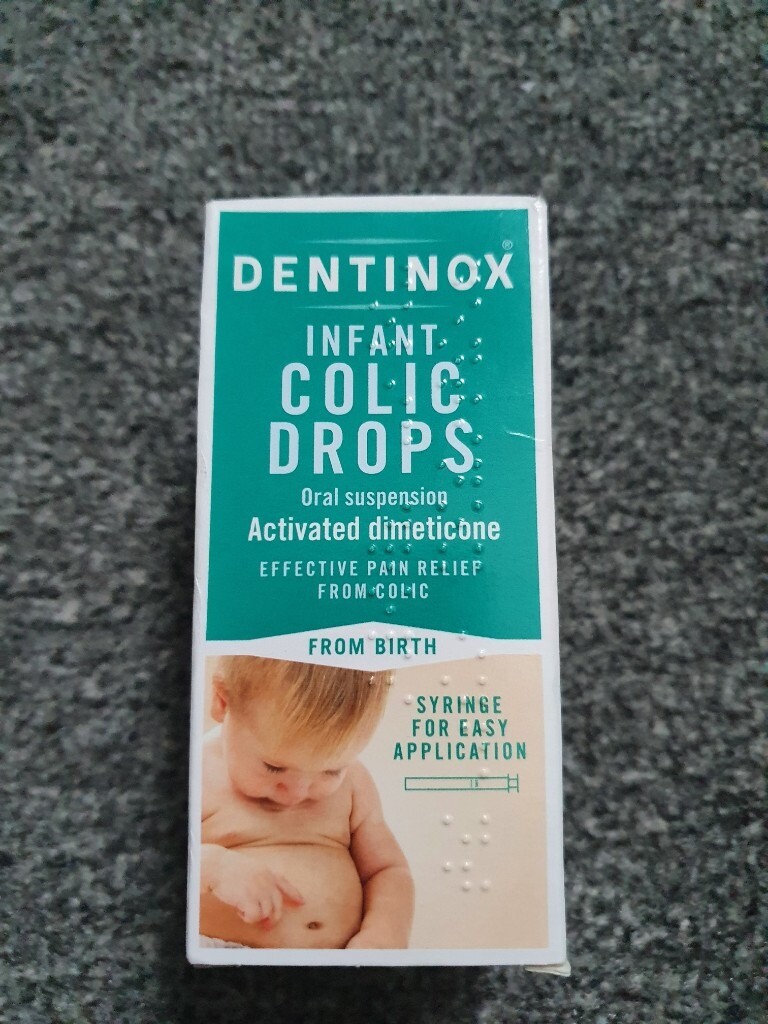 DENTINOX®
INFANT
COLIC
DROPS
Oral suspension
Activated dimeticone
EFFECTIVE PAIN RELIEF
FROM COLIC
FROM BIRTH
SYRINGE
FOR EASY
APPLICATION